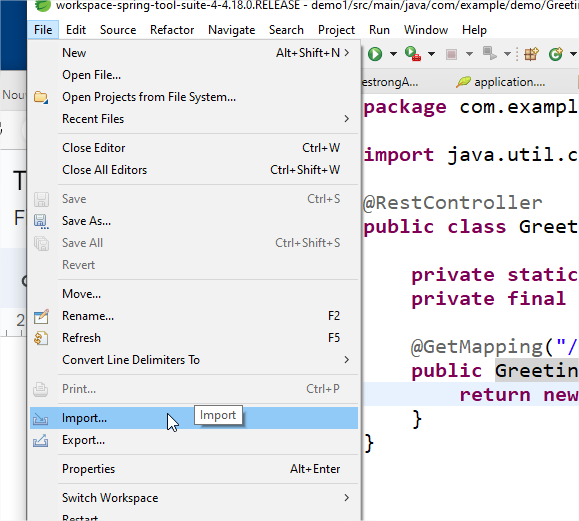 workspace-spring-tool-suite-4-4.18.0.RELEASE - demo1/src/main/java/com/example/demo/Greeti
File Edit Source Refactor Navigate Search Project Run Window Help
New Alt+Shift+N >
Open File...
Open Projects from File System...
Recent Files >
Close Editor Ctrl+W
Close All Editors Ctrl+Shift+W
Save Ctrl+S
Save As...
Save All Ctrl+Shift+S
Revert
Move...
Rename... F2
Refresh F5
Convert Line Delimiters To >
Print... Ctrl+P
Import...
Import
Export...
Properties Alt+Enter
Switch Workspace >
Restart
Nou
T
F
2
estrongA...
application....
package com.exampl
import java.util.c
@RestController
public class Greet
private static
private final
@GetMapping("/
public Greetin
return new
}
}